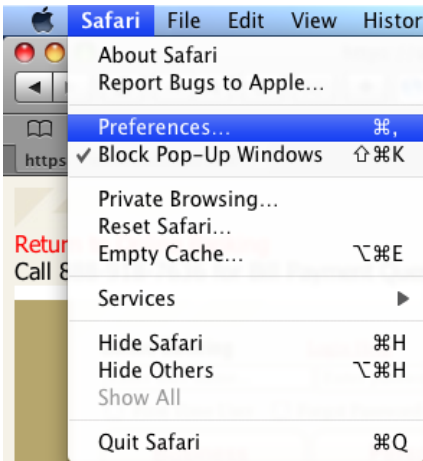 Safari File Edit View Histor
About Safari
Report Bugs to Apple...
Preferences... ⌘,
✓ Block Pop-Up Windows ⇧⌘K
https
Private Browsing...
Reset Safari...
Retur
Empty Cache... ⌥⌘E
Call 8
Services ▶
Hide Safari ⌘H
Hide Others ⌥⌘H
Show All
Quit Safari ⌘Q